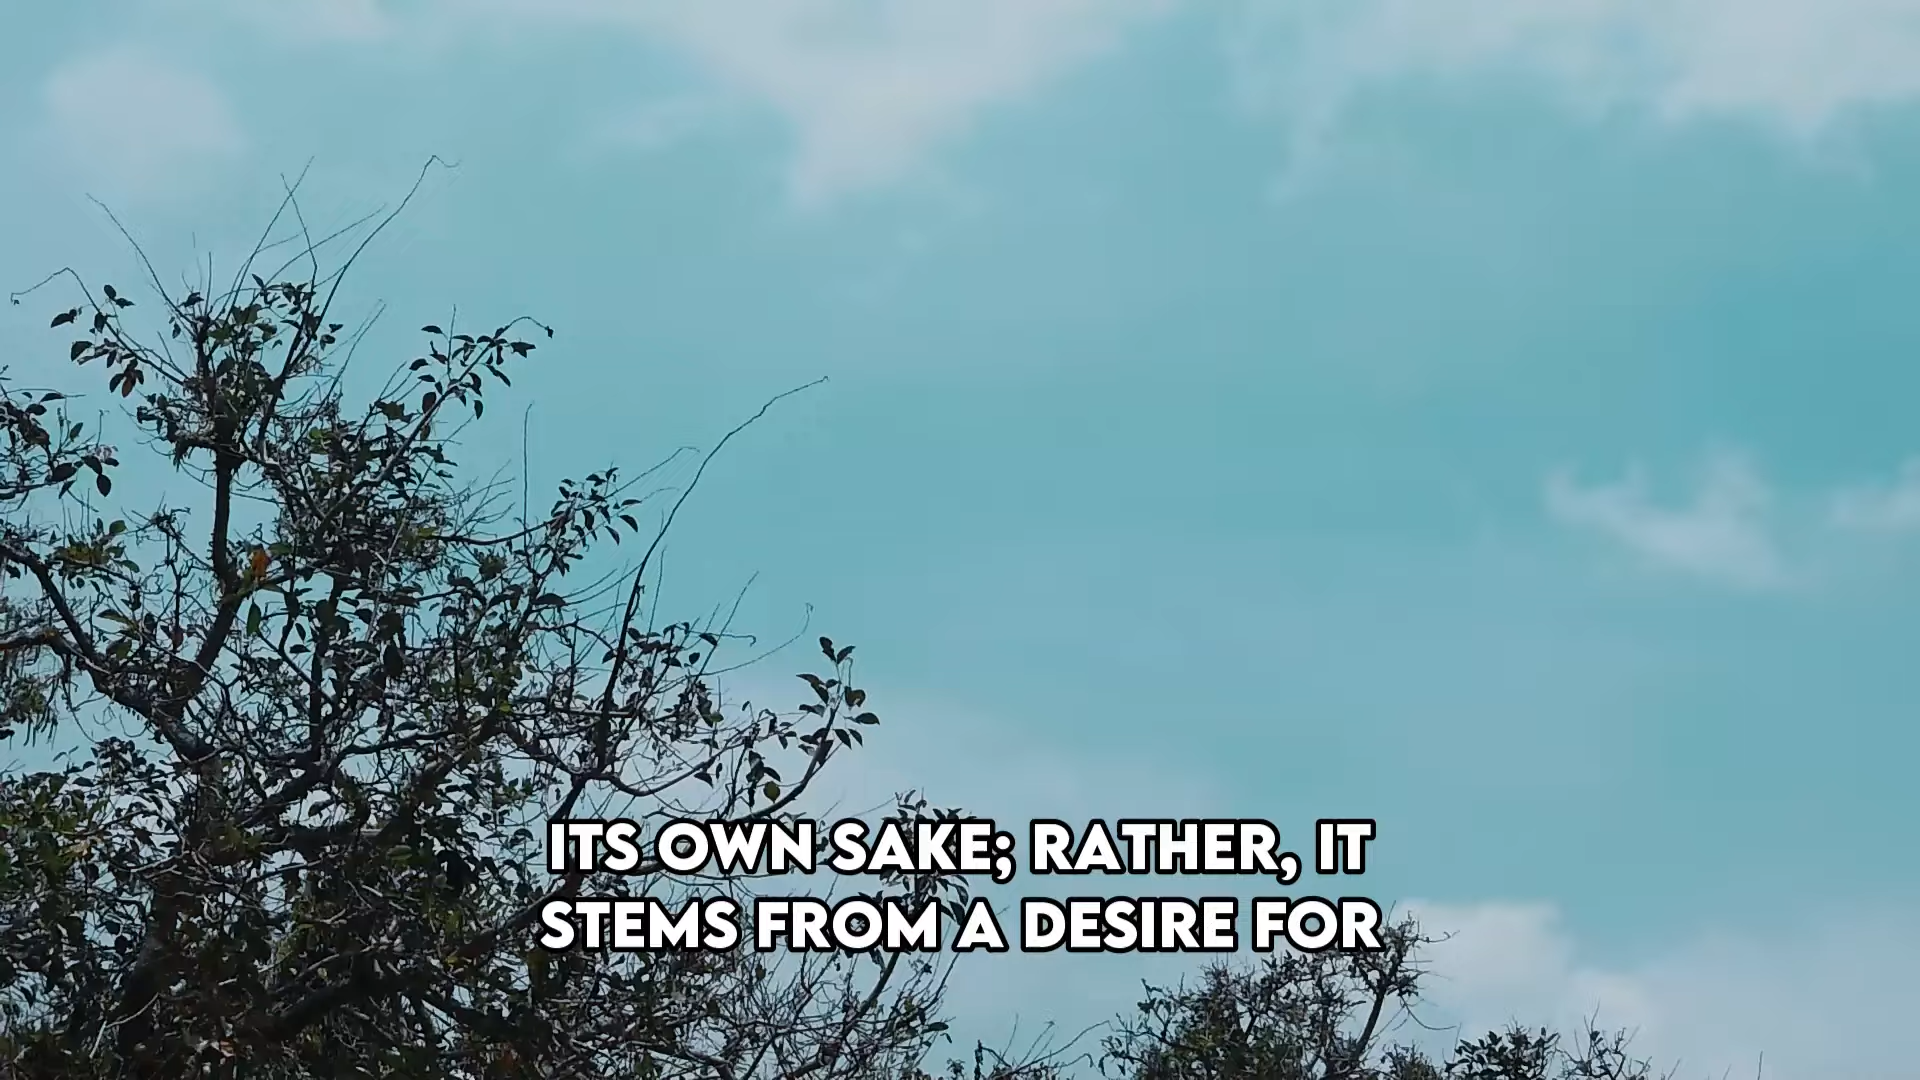 ITS OWN SAKE; RATHER, IT
STEMS FROM A DESIRE FOR